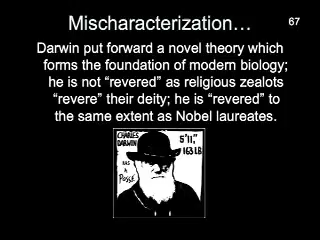 Mischaracterization…
67
Darwin put forward a novel theory which
forms the foundation of modern biology;
he is not “revered” as religious zealots
“revere” their deity; he is “revered” to
the same extent as Nobel laureates.
CHARLES
DARWIN
HAS
A
POSSE
5'11,"
163 LB